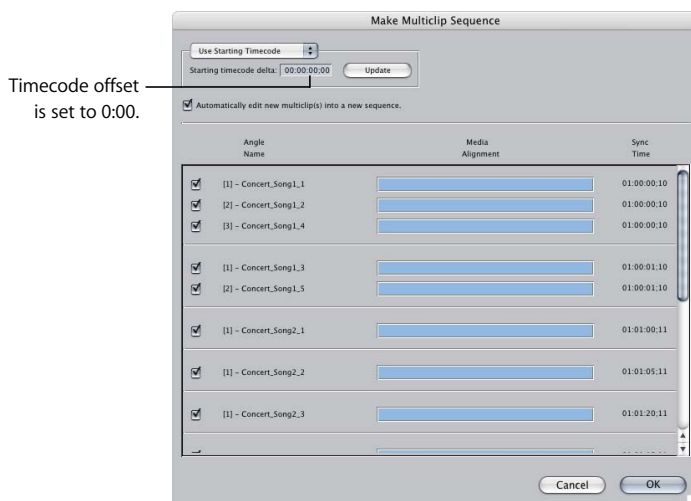 Make Multiclip Sequence
Use Starting Timecode
Starting timecode delta: 00:00:00;00 Update
Timecode offset
is set to 0:00.
Automatically edit new multiclip(s) into a new sequence.
Angle Name Media Alignment Sync Time
[1] - Concert_Song1_1 01:00:00;10
[2] - Concert_Song1_2 01:00:00;10
[3] - Concert_Song1_4 01:00:00;10
[1] - Concert_Song1_3 01:00:01;10
[2] - Concert_Song1_5 01:00:01;10
[1] - Concert_Song2_1 01:01:00;11
[1] - Concert_Song2_2 01:01:05;11
[1] - Concert_Song2_3 01:01:20;11
Cancel OK